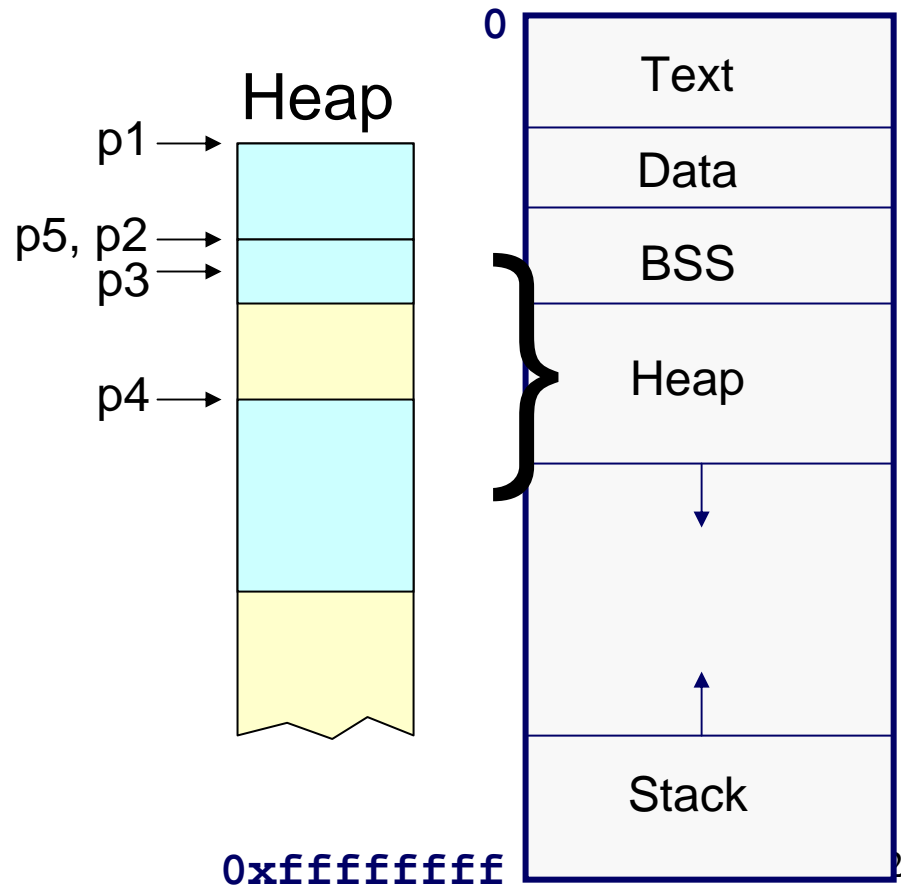 0
Text
Heap
p1
Data
p5, p2
BSS
p3
Heap
p4
Stack
0xffffffff